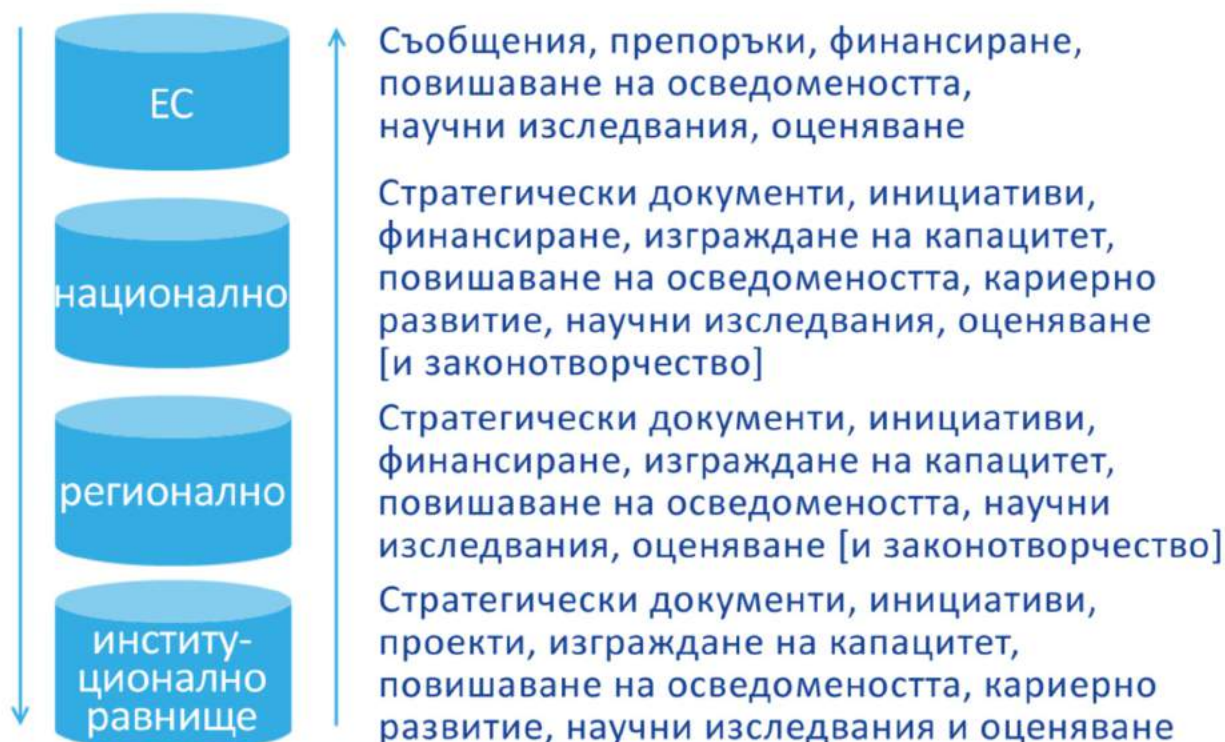 ЕС
Съобщения, препоръки, финансиране,
повишаване на осведомеността,
научни изследвания, оценяване
национално
Стратегически документи, инициативи,
финансиране, изграждане на капацитет,
повишаване на осведомеността, кариерно
развитие, научни изследвания, оценяване
[и законотворчество]
регионално
Стратегически документи, инициативи,
финансиране, изграждане на капацитет,
повишаване на осведомеността, научни
изследвания, оценяване [и законотворчество]
институ-
ционално
равнище
Стратегически документи, инициативи,
проекти, изграждане на капацитет,
повишаване на осведомеността, кариерно
развитие, научни изследвания и оценяване